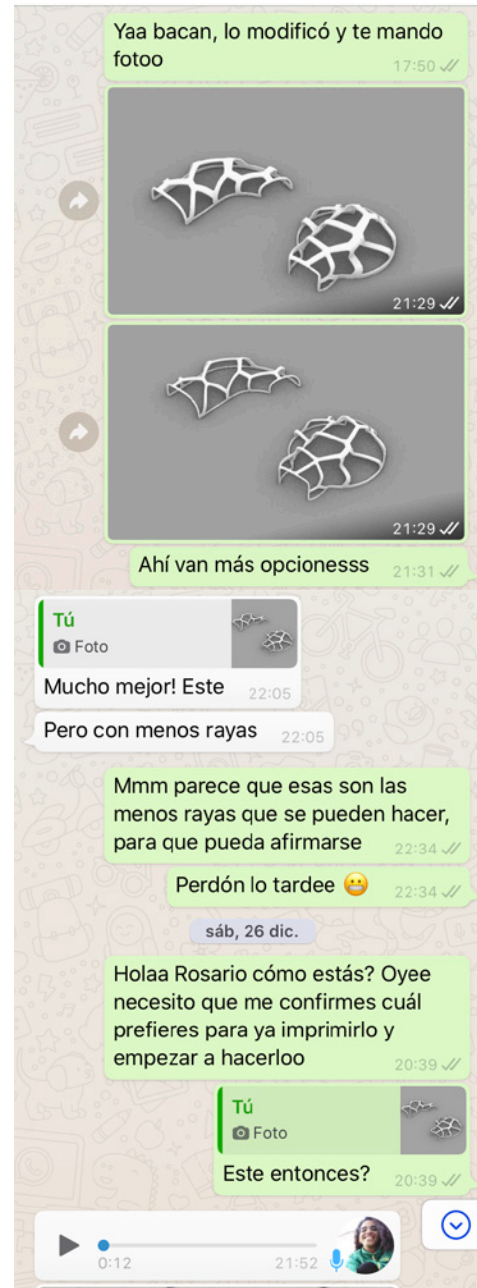 Yaa bacan, lo modificó y te mando
fotoo
17:50
21:29
21:29
Ahí van más opcionesss 21:31
Tú
Foto
Mucho mejor! Este 22:05
Pero con menos rayas 22:05
Mmm parece que esas son las
menos rayas que se pueden hacer,
para que pueda afirmarse 22:34
Perdón lo tardee 😬 22:34
sáb, 26 dic.
Holaa Rosario cómo estás? Oyee
necesito que me confirmes cuál
prefieres para ya imprimirlo y
empezar a hacerloo 20:39
Tú
Foto
Este entonces? 20:39
0:12 21:52